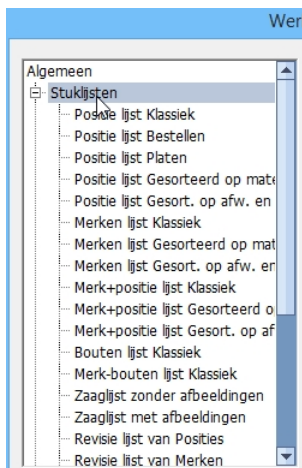 Wer
Algemeen
Stuklijsten
Positie lijst Klassiek
Positie lijst Bestellen
Positie lijst Platen
Positie lijst Gesorteerd op mate
Positie lijst Gesort. op afw. en
Merken lijst Klassiek
Merken lijst Gesorteerd op mat
Merken lijst Gesort. op afw. en
Merk+positie lijst Klassiek
Merk+positie lijst Gesorteerd o
Merk+positie lijst Gesort. op af
Bouten lijst Klassiek
Merk-bouten lijst Klassiek
Zaaglijst zonder afbeeldingen
Zaaglijst met afbeeldingen
Revisie lijst van Posities
Revisie lijst van Merken